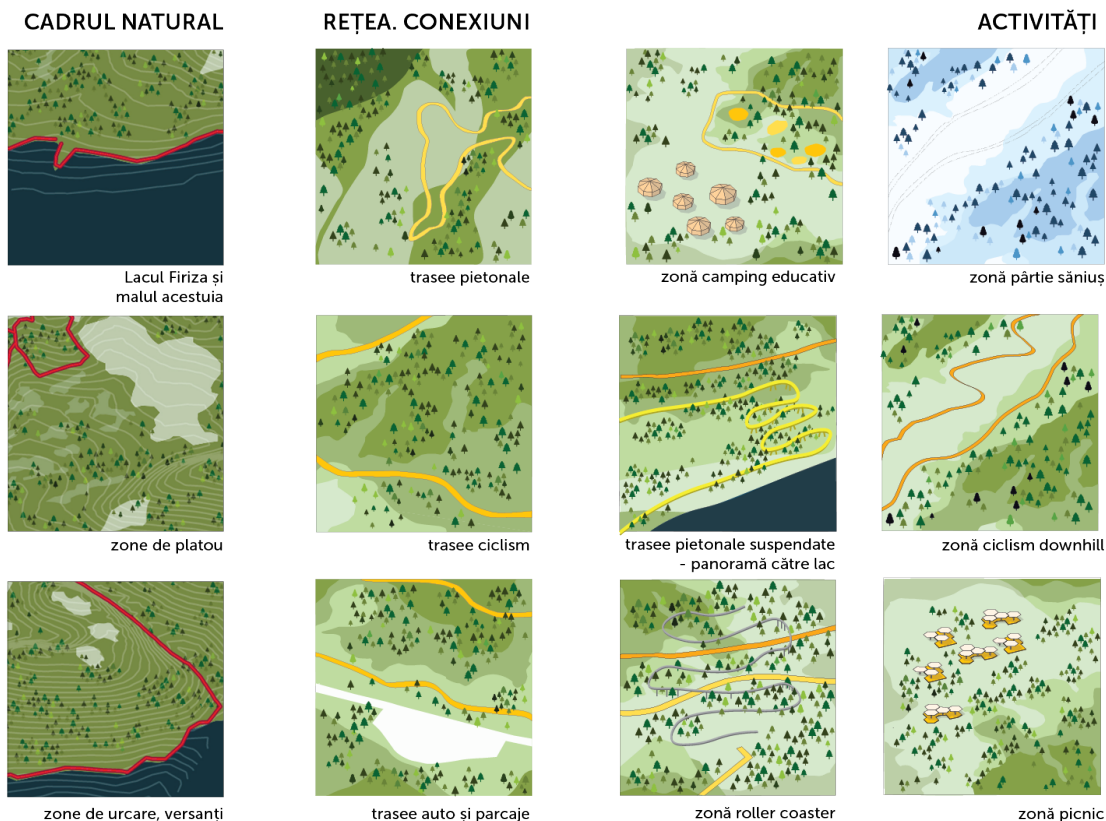 CADRUL NATURAL
REȚEA. CONEXIUNI
ACTIVITĂȚI
Lacul Firiza și
malul acestuia
trasee pietonale
zonă camping educativ
zonă pârtie săniuș
zone de platou
trasee ciclism
trasee pietonale suspendate
- panoramă către lac
zonă ciclism downhill
zone de urcare, versanți
trasee auto și parcaje
zonă roller coaster
zonă picnic